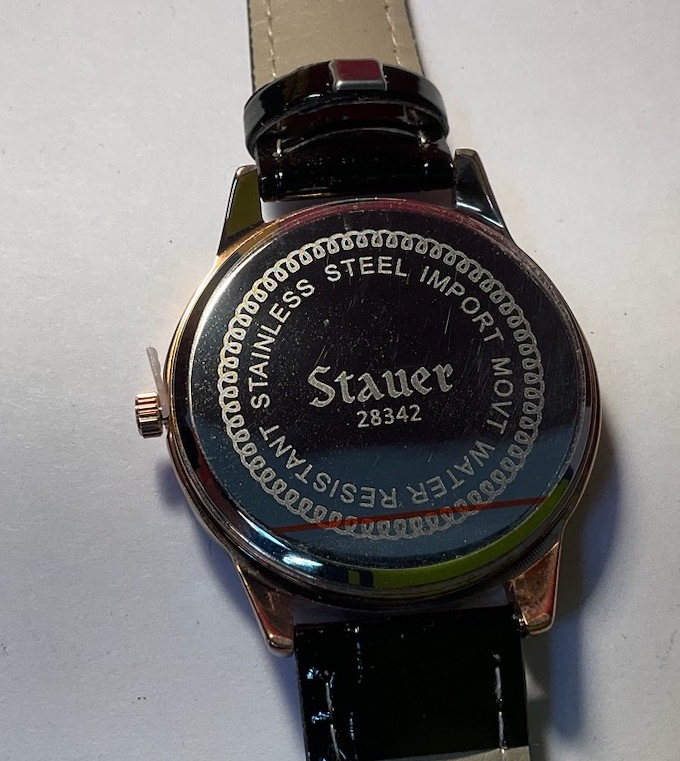 STAINLESS STEEL IMPORT MOVT WATER RESISTANT
Stauer
28342